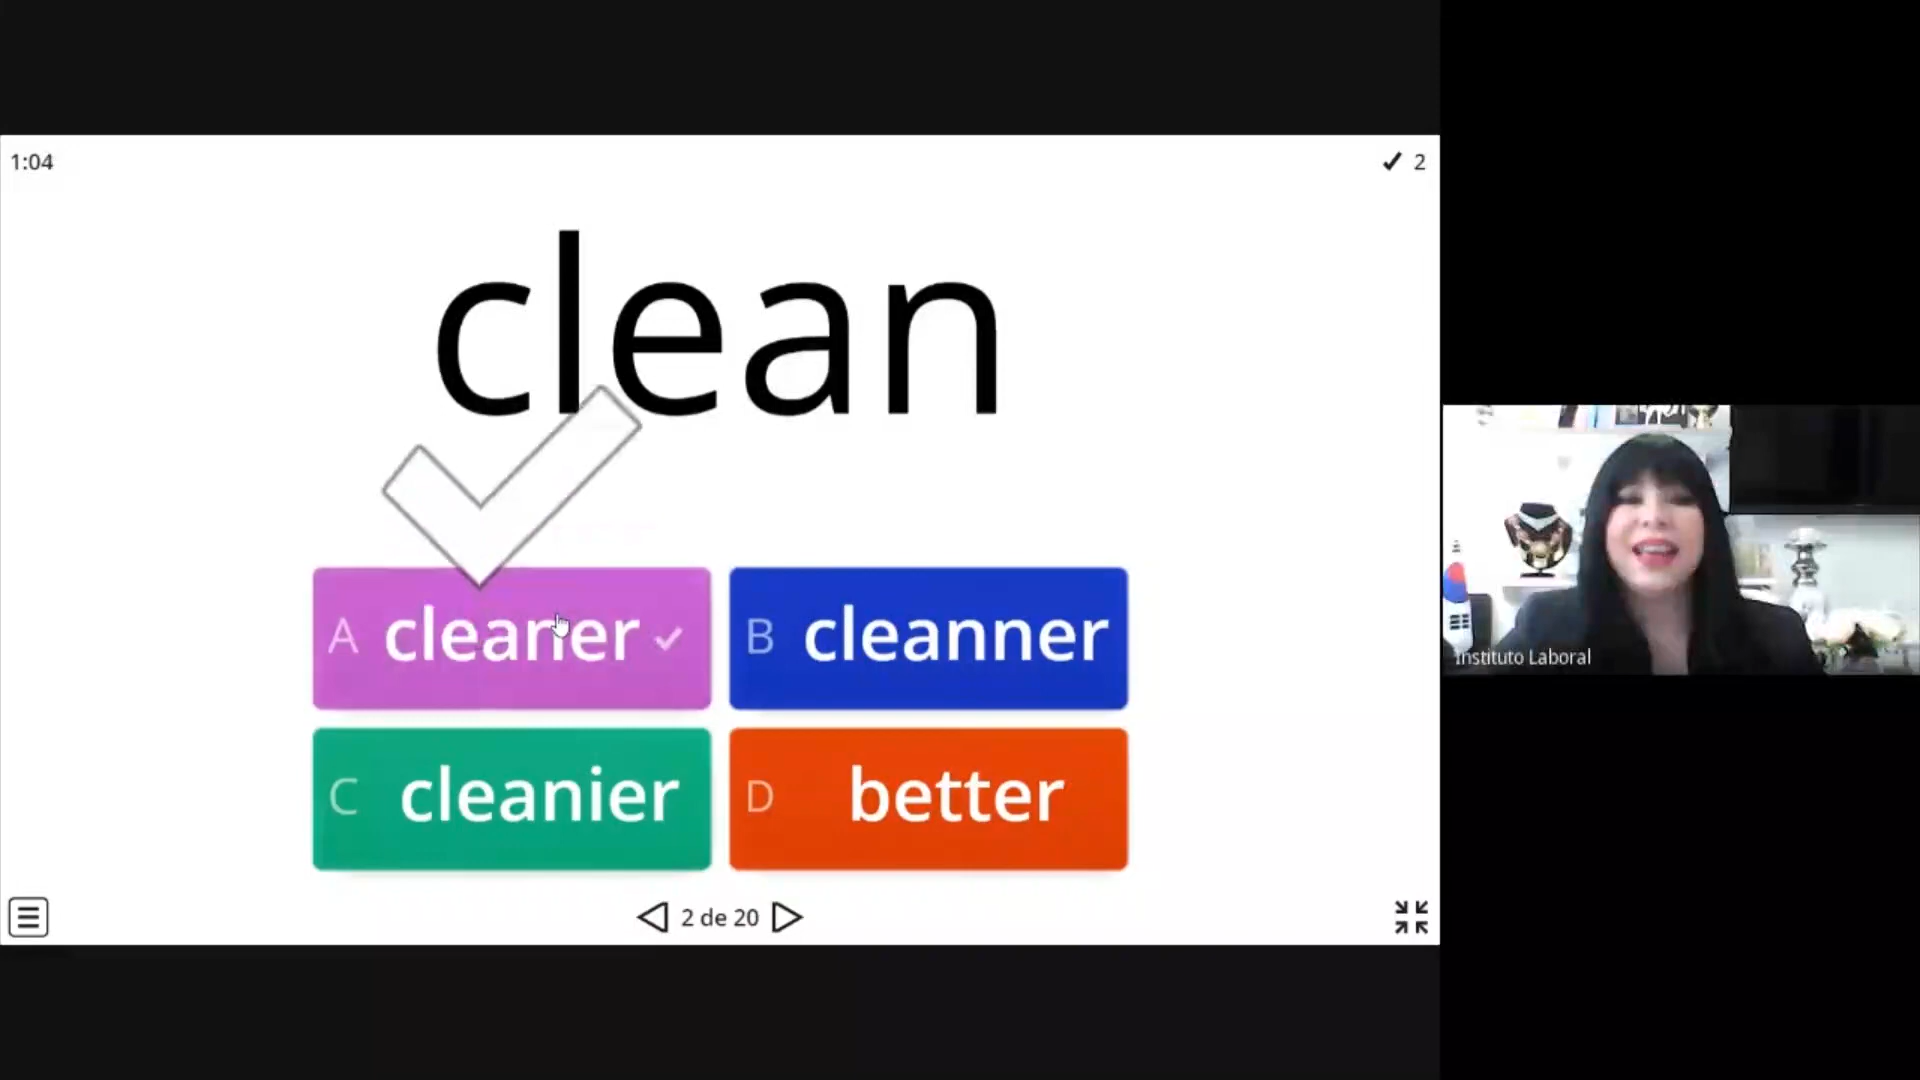 1:04
✓ 2
clean
A cleaner ✓
B cleanner
C cleanier
D better
2 de 20
Instituto Laboral